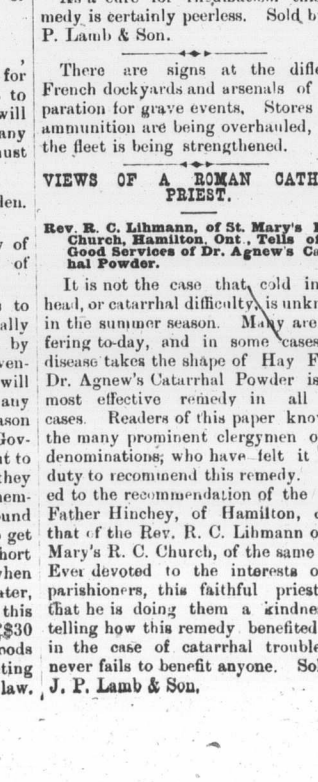 medy is certainly peerless. Sold b
P. Lamb & Son.
There are signs at the diffe
French dockyards and arsenals of
paration for grave events. Stores
ammunition are being overhauled,
the fleet is being strengthened.
VIEWS OF A ROMAN CATH
PRIEST.
Rev. R. C. Lihmann, of St. Mary's
Church, Hamilton, Ont., Tells of
Good Services of Dr. Agnew's Ca
hal Powder.
It is not the case that cold in
head, or catarrhal difficulty, is unkn
in the summer season. Many are
fering to-day, and in some cases
disease takes the shape of Hay F
Dr. Agnew's Catarrhal Powder is
most effective remedy in all
cases. Readers of this paper kno
the many prominent clergymen o
denominations, who have felt it
duty to recommend this remedy.
ed to the recommendation of the
Father Hinchey, of Hamilton,
that of the Rev. R. C. Lihmann o
Mary's R. C. Church, of the same
Ever devoted to the interests o
parishioners, this faithful priest
that he is doing them a kindne
telling how this remedy benefited
in the case of catarrhal trouble
never fails to benefit anyone. So
J. P. Lamb & Son.
for
to
will
any
must
den.
y of
of
to
ally
by
ven-
will
any
ason
Gov-
t to
they
hem-
ound
get
hort
when
ater,
this
$30
oods
ting
law.